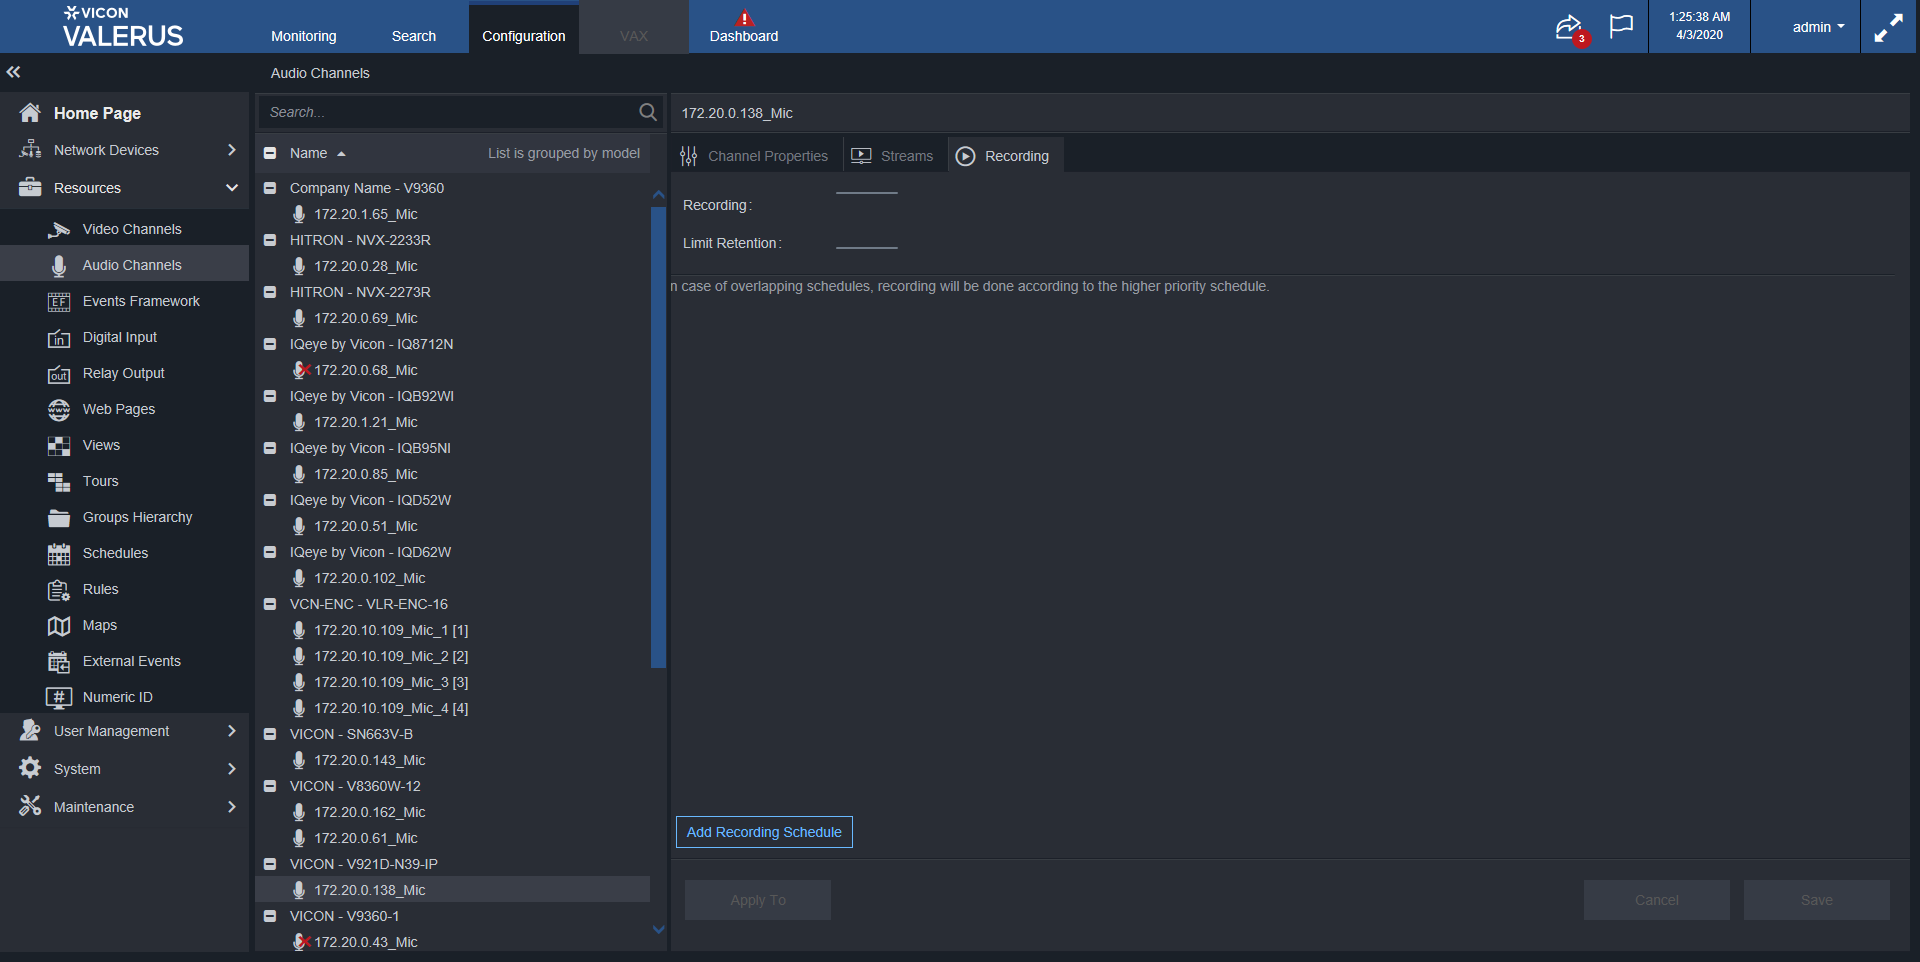 VICON
VALERUS
Monitoring
Search
Configuration
VAX
Dashboard
3
1:25:38 AM
4/3/2020
admin
Audio Channels
Home Page
Network Devices
Resources
Video Channels
Audio Channels
EF Events Framework
in Digital Input
out Relay Output
www Web Pages
Views
Tours
Groups Hierarchy
Schedules
Rules
Maps
External Events
# Numeric ID
User Management
System
Maintenance
Search...
Name
List is grouped by model
Company Name - V9360
172.20.1.65_Mic
HITRON - NVX-2233R
172.20.0.28_Mic
HITRON - NVX-2273R
172.20.0.69_Mic
IQeye by Vicon - IQ8712N
172.20.0.68_Mic
IQeye by Vicon - IQB92WI
172.20.1.21_Mic
IQeye by Vicon - IQB95NI
172.20.0.85_Mic
IQeye by Vicon - IQD52W
172.20.0.51_Mic
IQeye by Vicon - IQD62W
172.20.0.102_Mic
VCN-ENC - VLR-ENC-16
172.20.10.109_Mic_1 [1]
172.20.10.109_Mic_2 [2]
172.20.10.109_Mic_3 [3]
172.20.10.109_Mic_4 [4]
VICON - SN663V-B
172.20.0.143_Mic
VICON - V8360W-12
172.20.0.162_Mic
172.20.0.61_Mic
VICON - V921D-N39-IP
172.20.0.138_Mic
VICON - V9360-1
172.20.0.43_Mic
172.20.0.138_Mic
Channel Properties
Streams
Recording
Recording:
Limit Retention:
n case of overlapping schedules, recording will be done according to the higher priority schedule.
Add Recording Schedule
Apply To
Cancel
Save